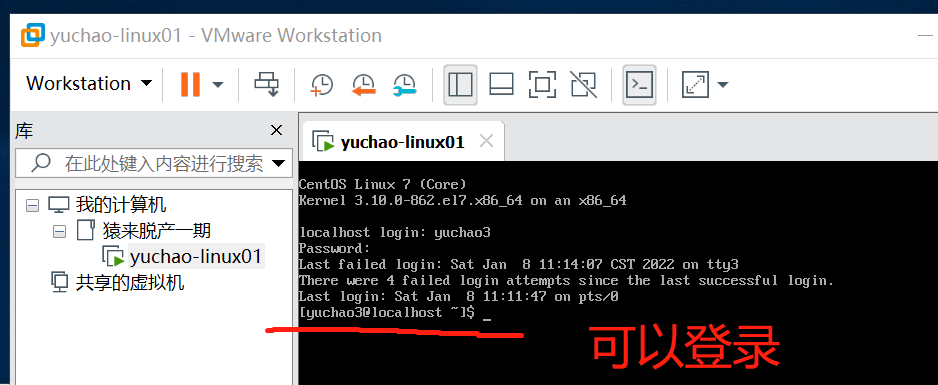 yuchao-linux01 - VMware Workstation
Workstation
库
在此处键入内容进行搜索
我的计算机
猿来脱产一期
yuchao-linux01
共享的虚拟机
yuchao-linux01
CentOS Linux 7 (Core)
Kernel 3.10.0-862.el7.x86_64 on an x86_64
localhost login: yuchao3
Password:
Last failed login: Sat Jan  8 11:14:07 CST 2022 on tty3
There were 4 failed login attempts since the last successful login.
Last login: Sat Jan  8 11:11:47 on pts/0
[yuchao3@localhost ~]$ _
可以登录